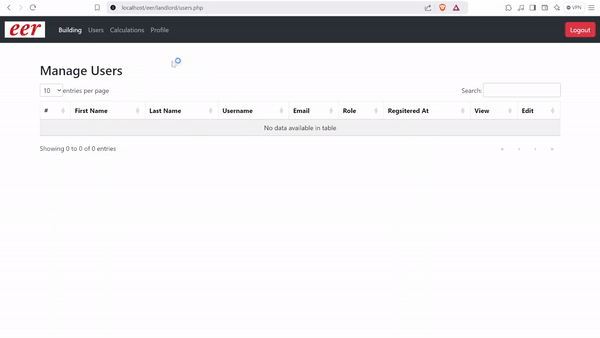 localhost/eer/landlord/users.php
VPN
eer Building Users Calculations Profile Logout
Manage Users
10 entries per page Search:
# First Name Last Name Username Email Role Regsitered At View Edit
No data available in table
Showing 0 to 0 of 0 entries « ‹ › »